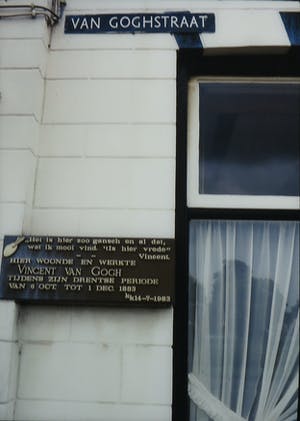 VAN GOGHSTRAAT
„Het is hier zoo gansch en al dat,
wat ik mooi vind. 'tIs hier vrede"
Vincent.
HIER WOONDE EN WERKTE
VINCENT VAN GOGH
TIJDENS ZIJN DRENTSE PERIODE
VAN 6 OCT. TOT 1 DEC. 1883
14-7-1983